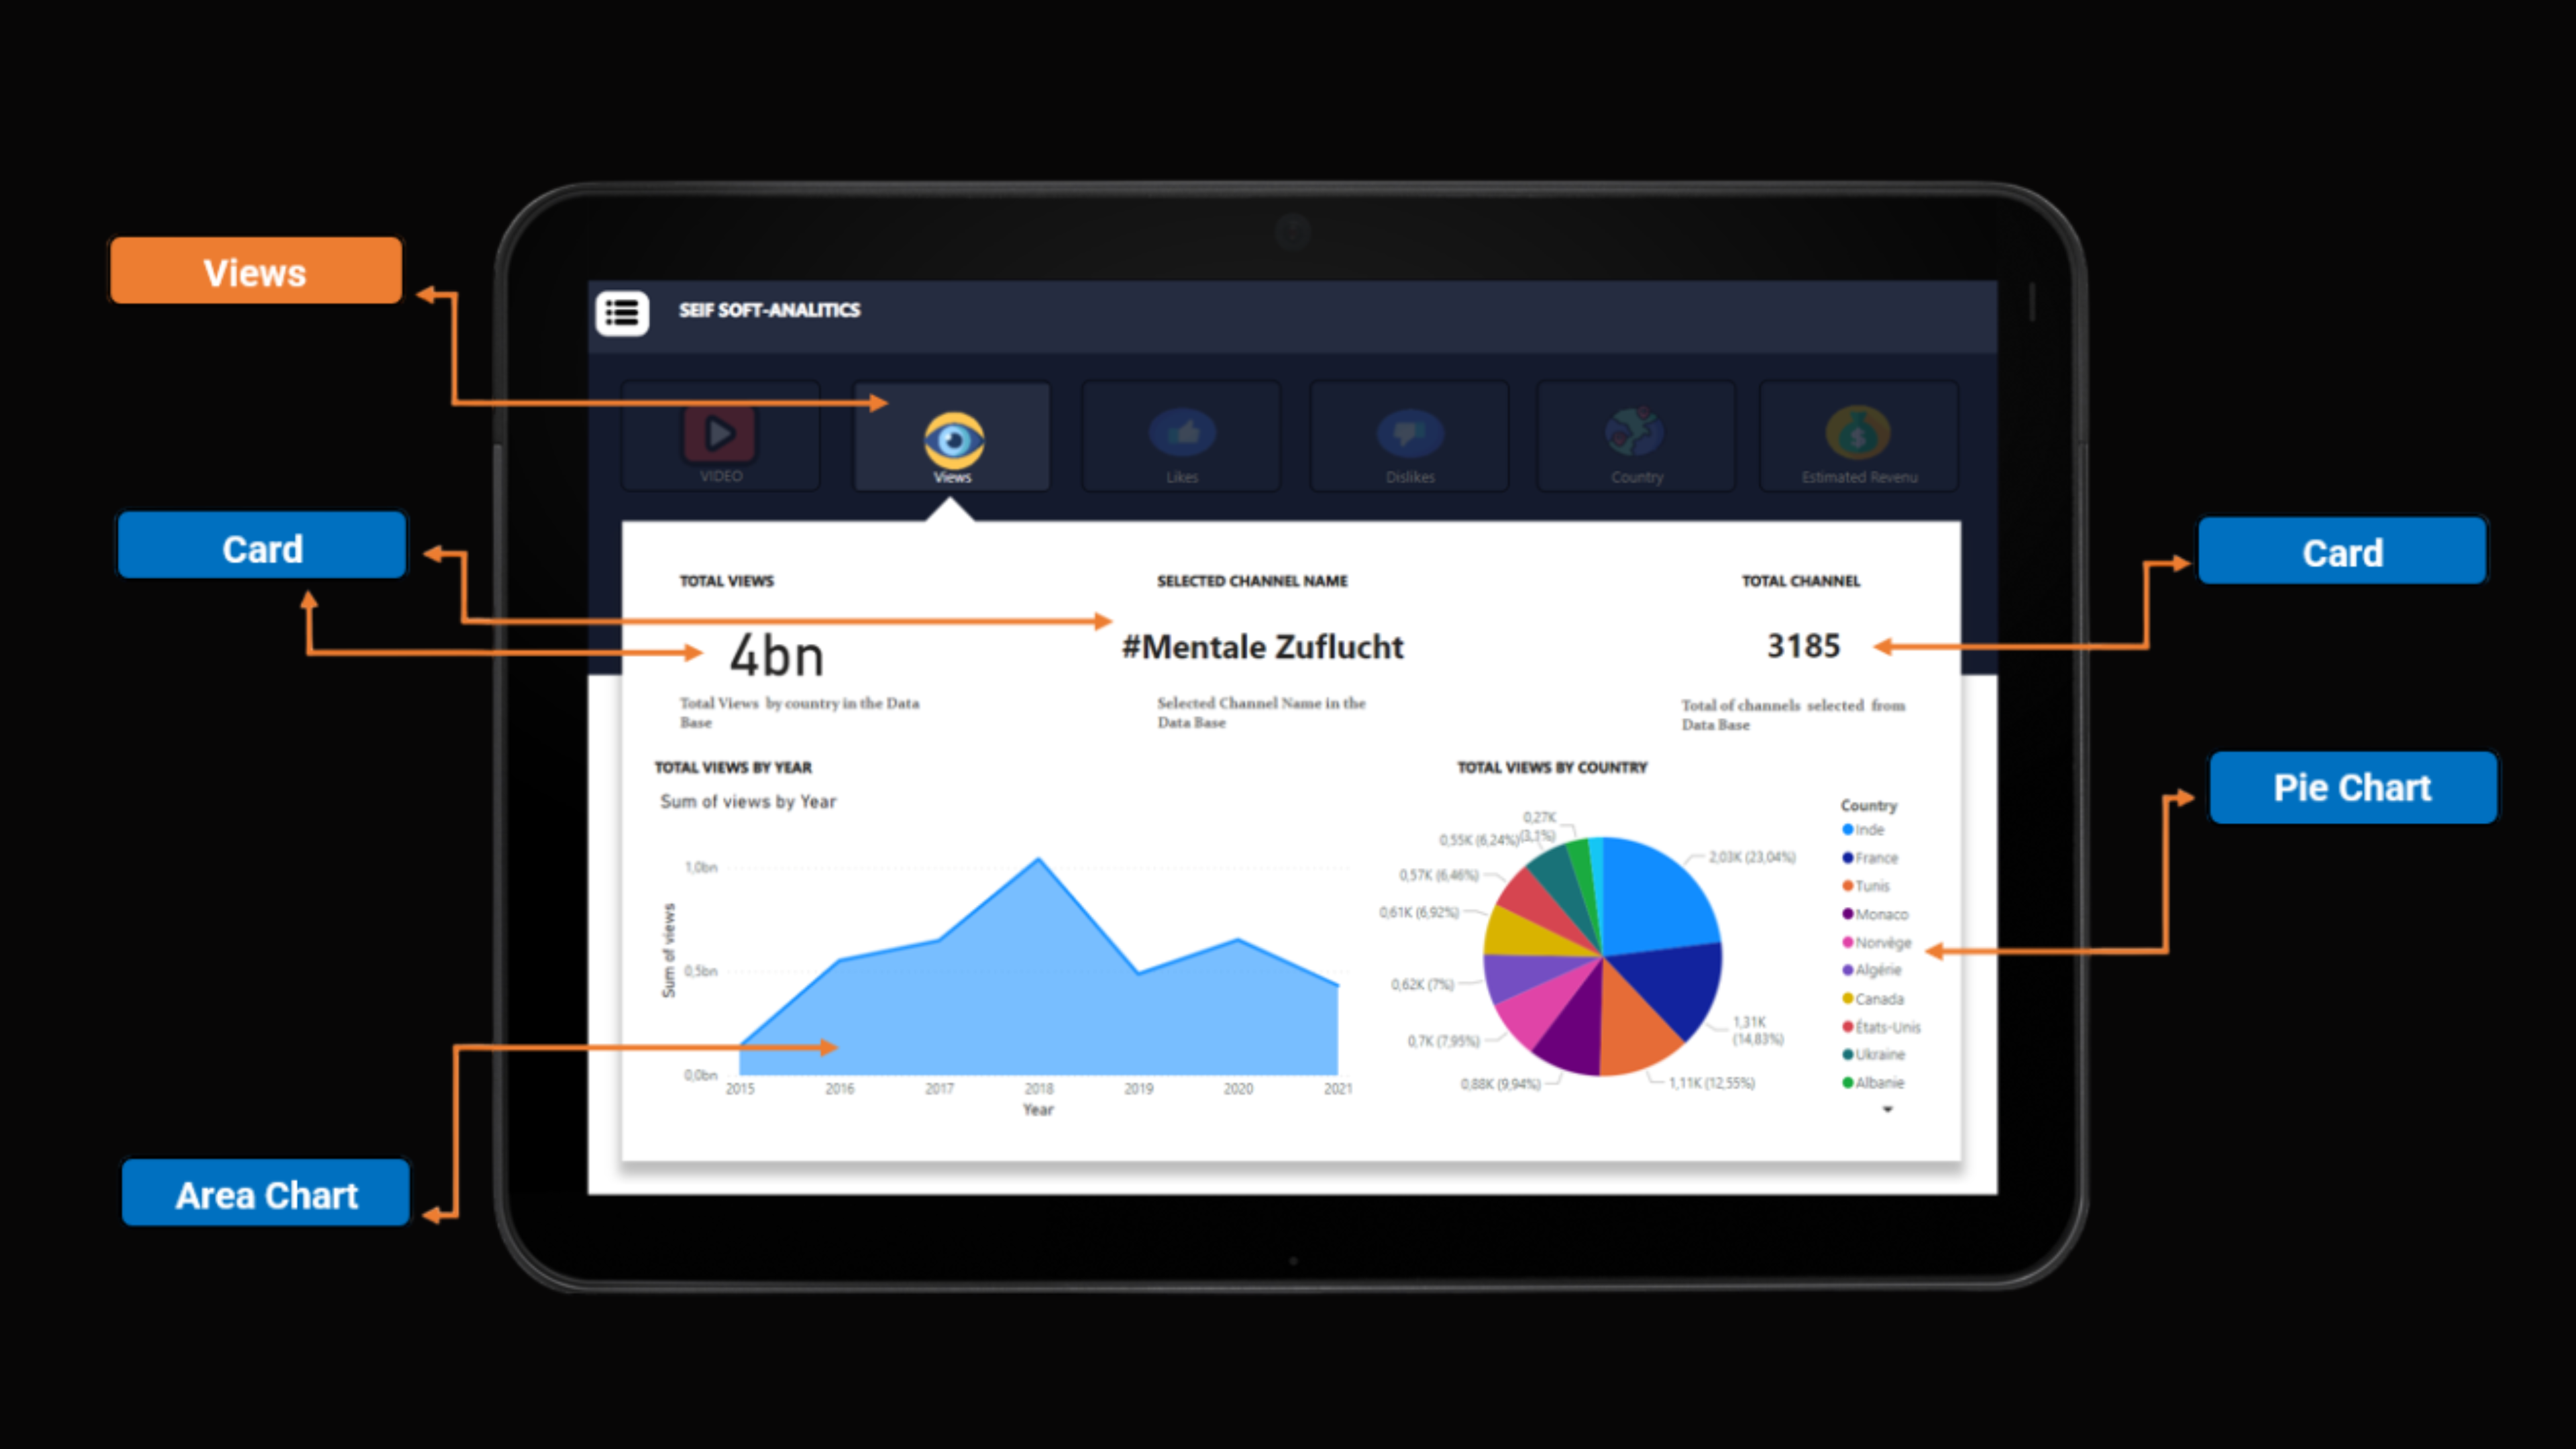 Views
SEIF SOFT-ANALITICS
VIDEO
Views
Likes
Dislikes
Country
Estimated Revenu
Card
Card
TOTAL VIEWS
SELECTED CHANNEL NAME
TOTAL CHANNEL
4bn
#Mentale Zuflucht
3185
Total Views by country in the Data
Base
Selected Channel Name in the
Data Base
Total of channels selected from
Data Base
TOTAL VIEWS BY YEAR
Sum of views by Year
Sum of views
1,0bn
0,5bn
0,0bn
2015
2016
2017
2018
2019
2020
2021
Year
TOTAL VIEWS BY COUNTRY
0,27K
(3,1%)
0,55K (6,24%)
0,57K (6,46%)
0,61K (6,92%)
0,62K (7%)
0,7K (7,95%)
0,88K (9,94%)
2,03K (23,04%)
1,31K
(14,83%)
1,11K (12,55%)
Country
Inde
France
Tunis
Monaco
Norvège
Algérie
Canada
États-Unis
Ukraine
Albanie
Pie Chart
Area Chart